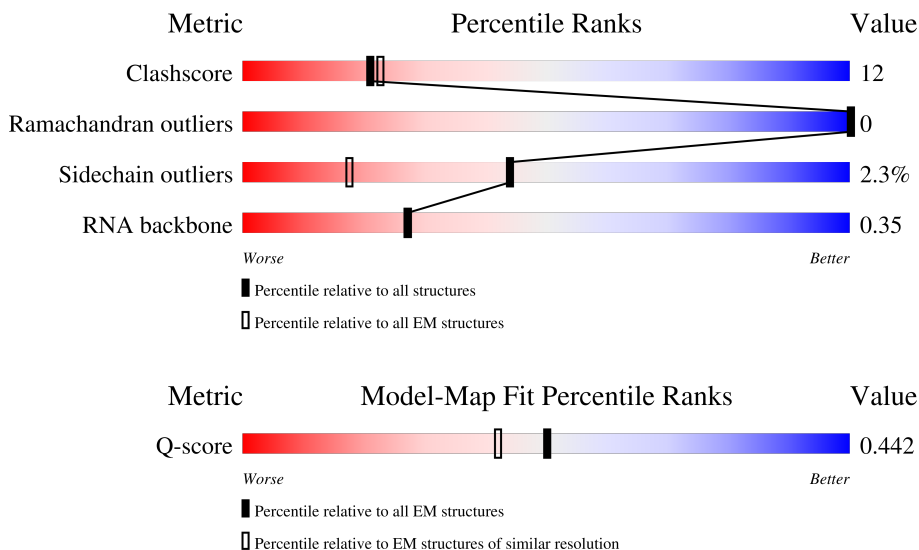 Metric Percentile Ranks Value
Clashscore 12
Ramachandran outliers 0
Sidechain outliers 2.3%
RNA backbone 0.35
Worse Better
Percentile relative to all structures
Percentile relative to all EM structures
Metric Model-Map Fit Percentile Ranks Value
Q-score 0.442
Worse Better
Percentile relative to all EM structures
Percentile relative to EM structures of similar resolution